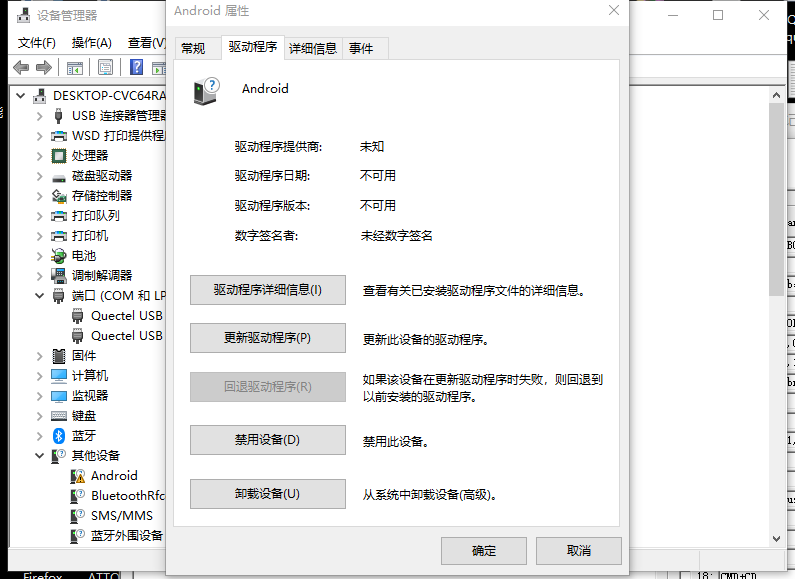 设备管理器
文件(F) 操作(A) 查看(V)
DESKTOP-CVC64RA
USB 连接器管理器
WSD 打印提供程
处理器
磁盘驱动器
存储控制器
打印队列
打印机
电池
调制解调器
端口 (COM 和 LP
Quectel USB
Quectel USB
固件
计算机
监视器
键盘
蓝牙
其他设备
Android
BluetoothRfc
SMS/MMS
蓝牙外围设备
Android 属性
常规 驱动程序 详细信息 事件
Android
驱动程序提供商: 未知
驱动程序日期: 不可用
驱动程序版本: 不可用
数字签名者: 未经数字签名
驱动程序详细信息(I) 查看有关已安装驱动程序文件的详细信息。
更新驱动程序(P) 更新此设备的驱动程序。
回退驱动程序(R) 如果该设备在更新驱动程序时失败，则回退到
以前安装的驱动程序。
禁用设备(D) 禁用此设备。
卸载设备(U) 从系统中卸载设备(高级)。
确定 取消
Firefox ATTO
18: CMD+CD